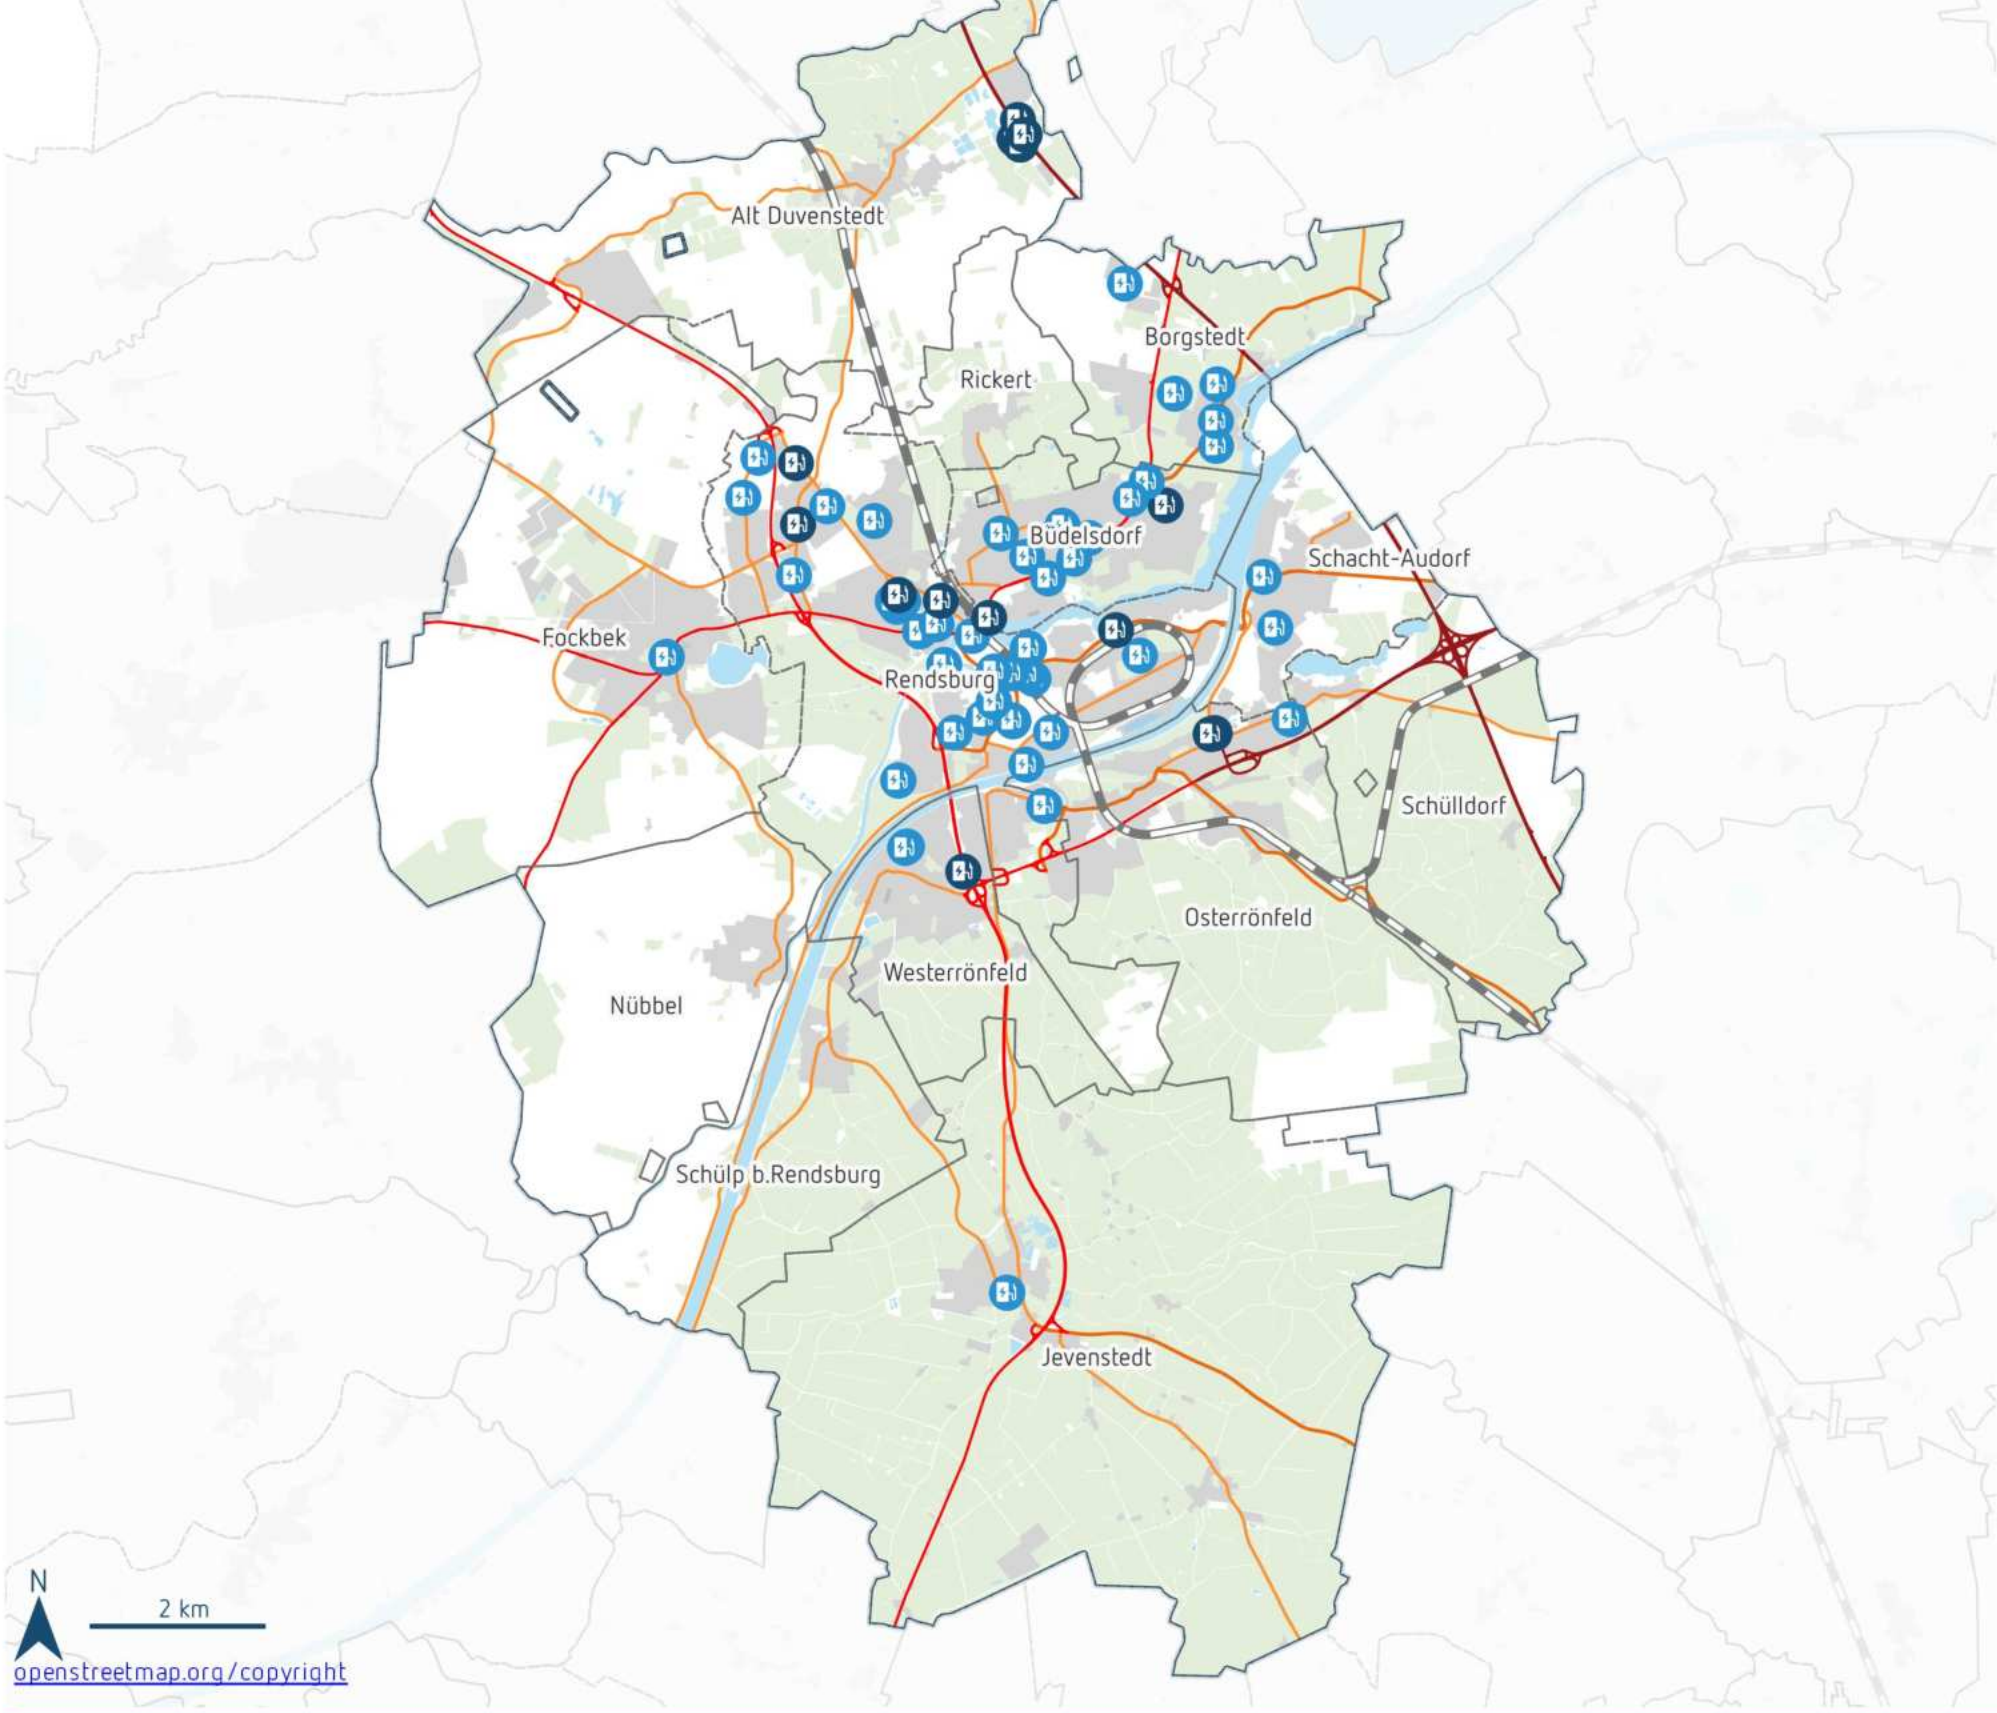 Alt Duvenstedt
Borgstedt
Rickert
Büdelsdorf
Schacht-Audorf
Fockbek
Rendsburg
Schülldorf
Osterrönfeld
Westerrönfeld
Nübbel
Schülp b.Rendsburg
Jevenstedt
N
2 km
openstreetmap.org/copyright